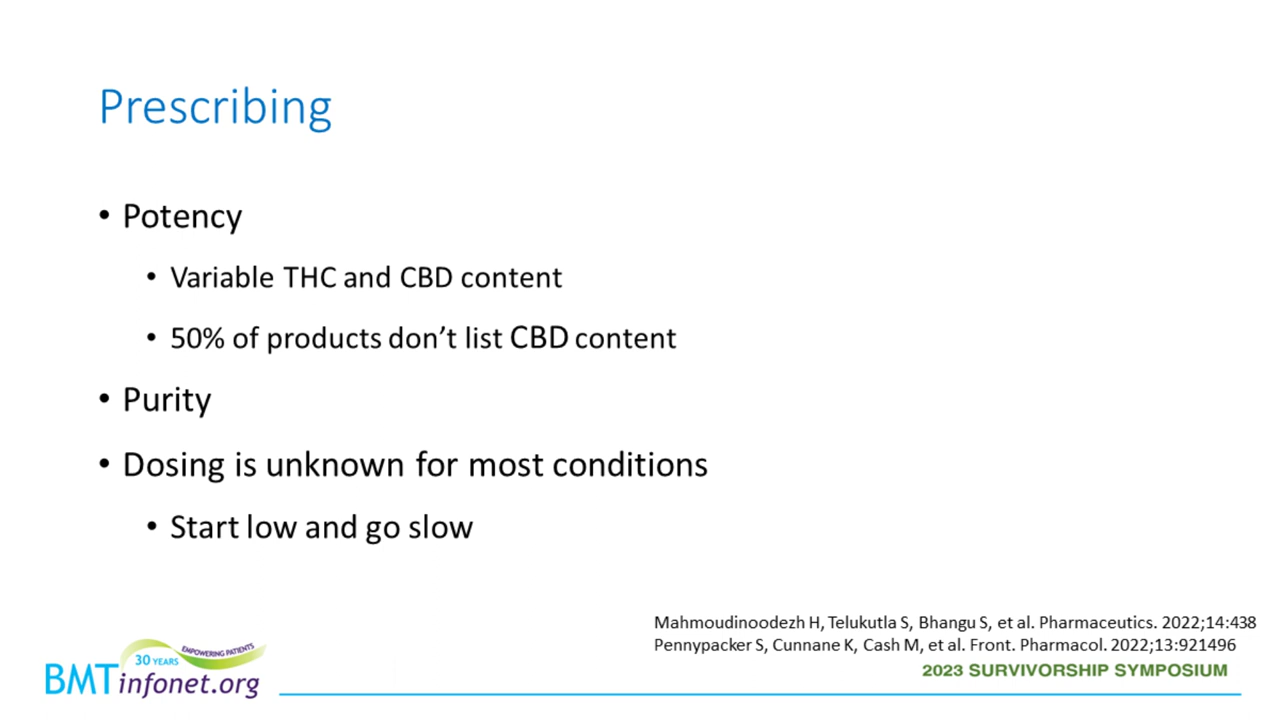 Prescribing
• Potency
• Variable THC and CBD content
• 50% of products don’t list CBD content
• Purity
• Dosing is unknown for most conditions
• Start low and go slow
Mahmoudinoodezh H, Telukutla S, Bhangu S, et al. Pharmaceutics. 2022;14:438
Pennypacker S, Cunnane K, Cash M, et al. Front. Pharmacol. 2022;13:921496
30 YEARS
EMPOWERING PATIENTS
BMTinfonet.org
2023 SURVIVORSHIP SYMPOSIUM